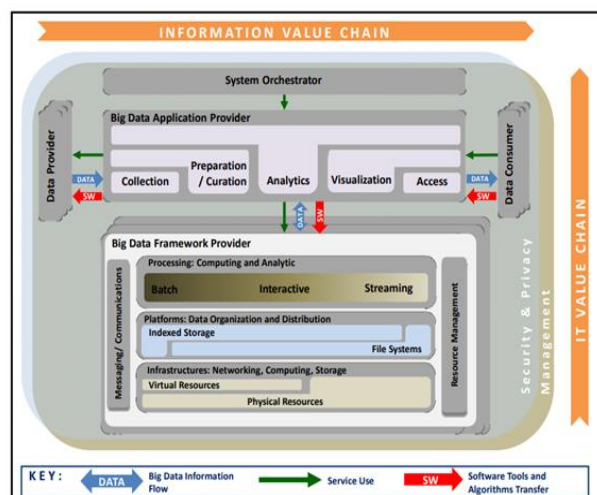 INFORMATION VALUE CHAIN
System Orchestrator
Big Data Application Provider
Data Provider
DATA
SW
Collection
Preparation
/ Curation
Analytics
Visualization
Access
DATA
SW
Data Consumer
DATA
SW
Big Data Framework Provider
Messaging/ Communications
Processing: Computing and Analytic
Batch
Interactive
Streaming
Platforms: Data Organization and Distribution
Indexed Storage
File Systems
Infrastructures: Networking, Computing, Storage
Virtual Resources
Physical Resources
Resource Management
Security & Privacy
Management
IT VALUE CHAIN
KEY:
DATA
Big Data Information
Flow
Service Use
SW
Software Tools and
Algorithms Transfer